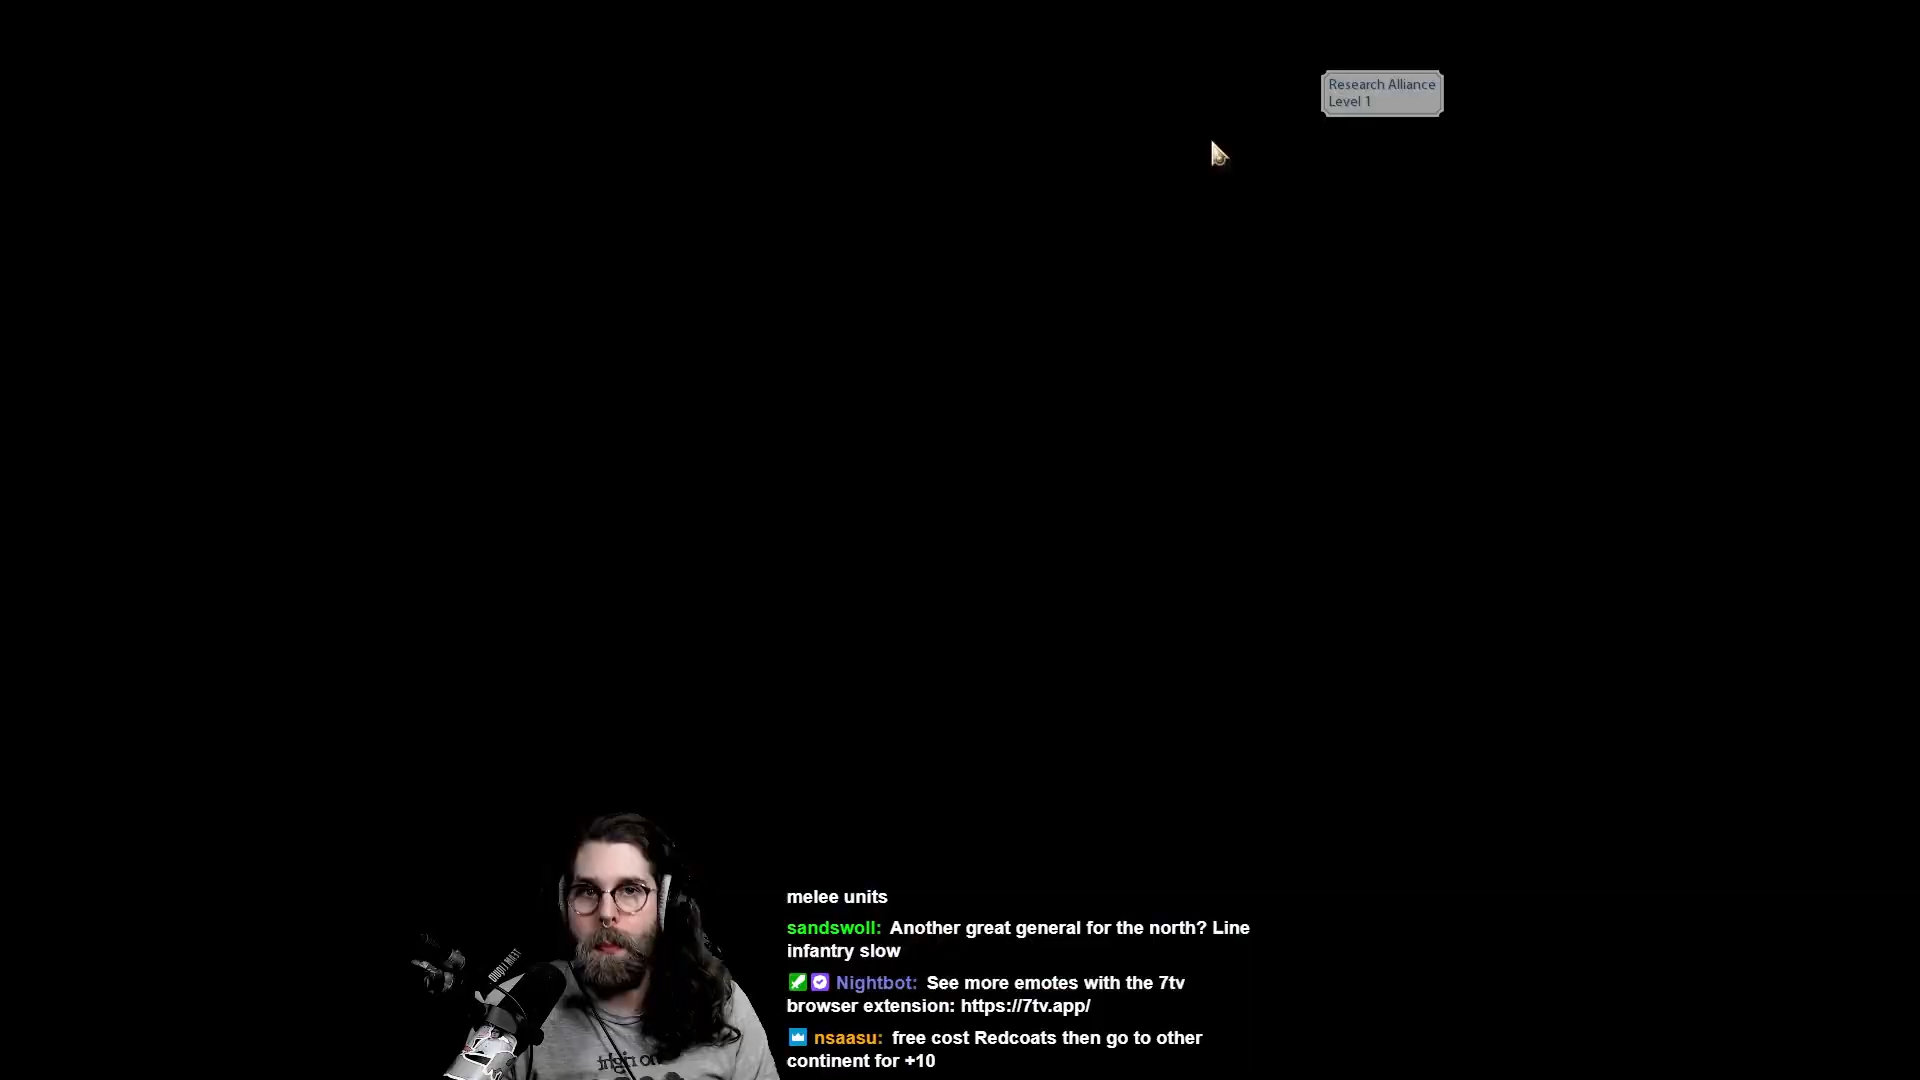 Research Alliance
Level 1
melee units
sandswoll: Another great general for the north? Line
infantry slow
Nightbot: See more emotes with the 7tv
browser extension: https://7tv.app/
nsaasu: free cost Redcoats then go to other
continent for +10
TEAM LIQUID